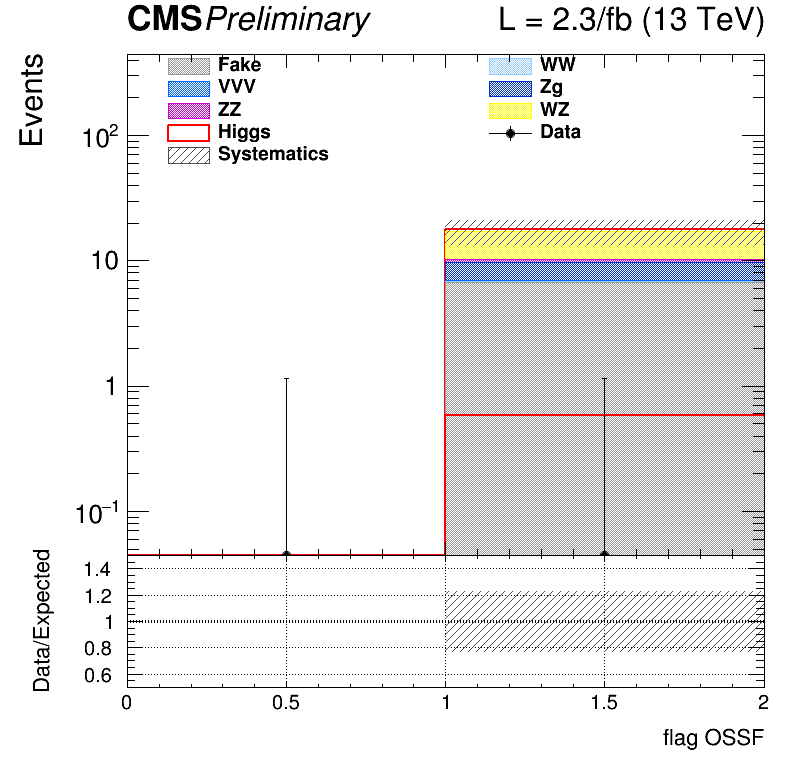 CMS Preliminary L = 2.3/fb (13 TeV)
Events
Fake WW
VVV Zg
ZZ WZ
Higgs Data
Systematics
10²
10
1
10⁻¹
Data/Expected
1.4
1.2
1
0.8
0.6
0 0.5 1 1.5 2
flag OSSF